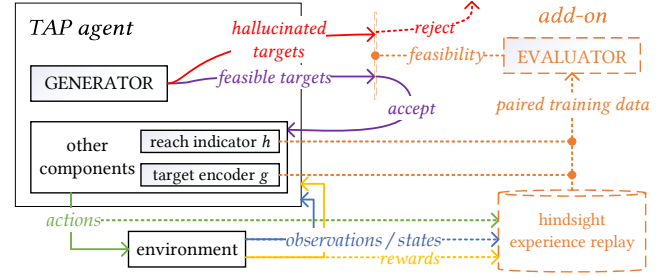 TAP agent
add-on
hallucinated
targets
reject
GENERATOR
feasible targets
feasibility
EVALUATOR
accept
paired training data
other
components
reach indicator h
target encoder g
actions
hindsight
experience replay
environment
observations / states
rewards